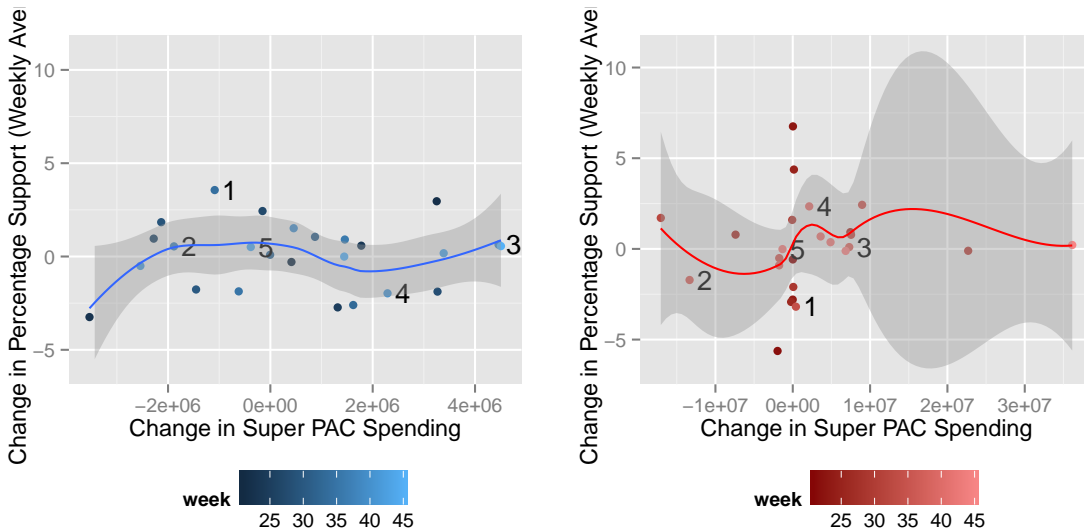 Change in Percentage Support (Weekly Ave
10
5
0
−5
1
2
5
3
4
−2e+06 0e+00 2e+06 4e+06
Change in Super PAC Spending
week
25 30 35 40 45
Change in Percentage Support (Weekly Ave
10
5
0
−5
4
5
3
2
1
−1e+07 0e+00 1e+07 2e+07 3e+07
Change in Super PAC Spending
week
25 30 35 40 45